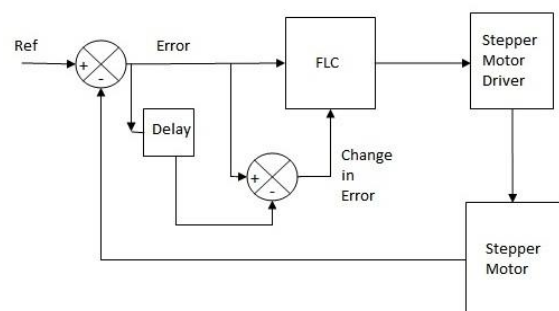 Ref
Error
+
-
FLC
Stepper
Motor
Driver
Delay
+
-
Change
in
Error
Stepper
Motor